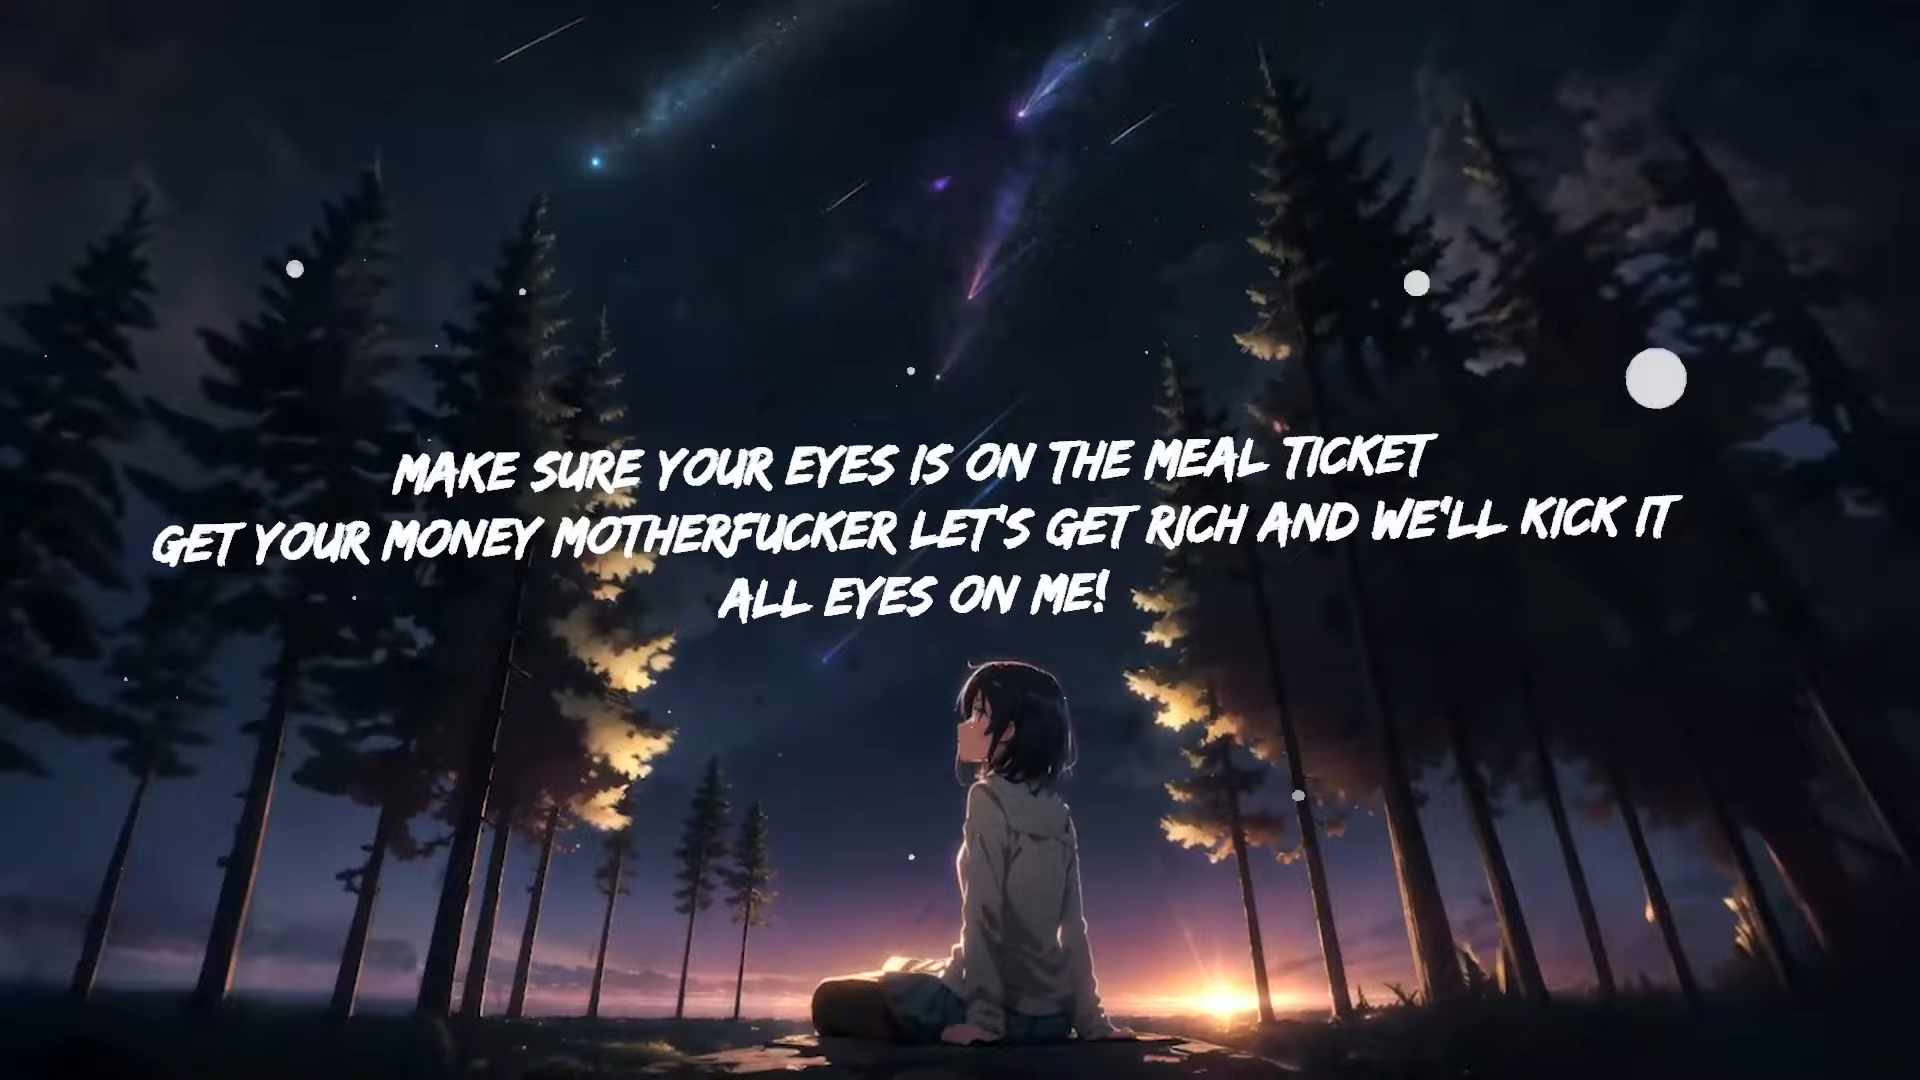 MAKE SURE YOUR EYES IS ON THE MEAL TICKET
GET YOUR MONEY MOTHERFUCKER LET'S GET RICH AND WE'LL KICK IT
ALL EYES ON ME!